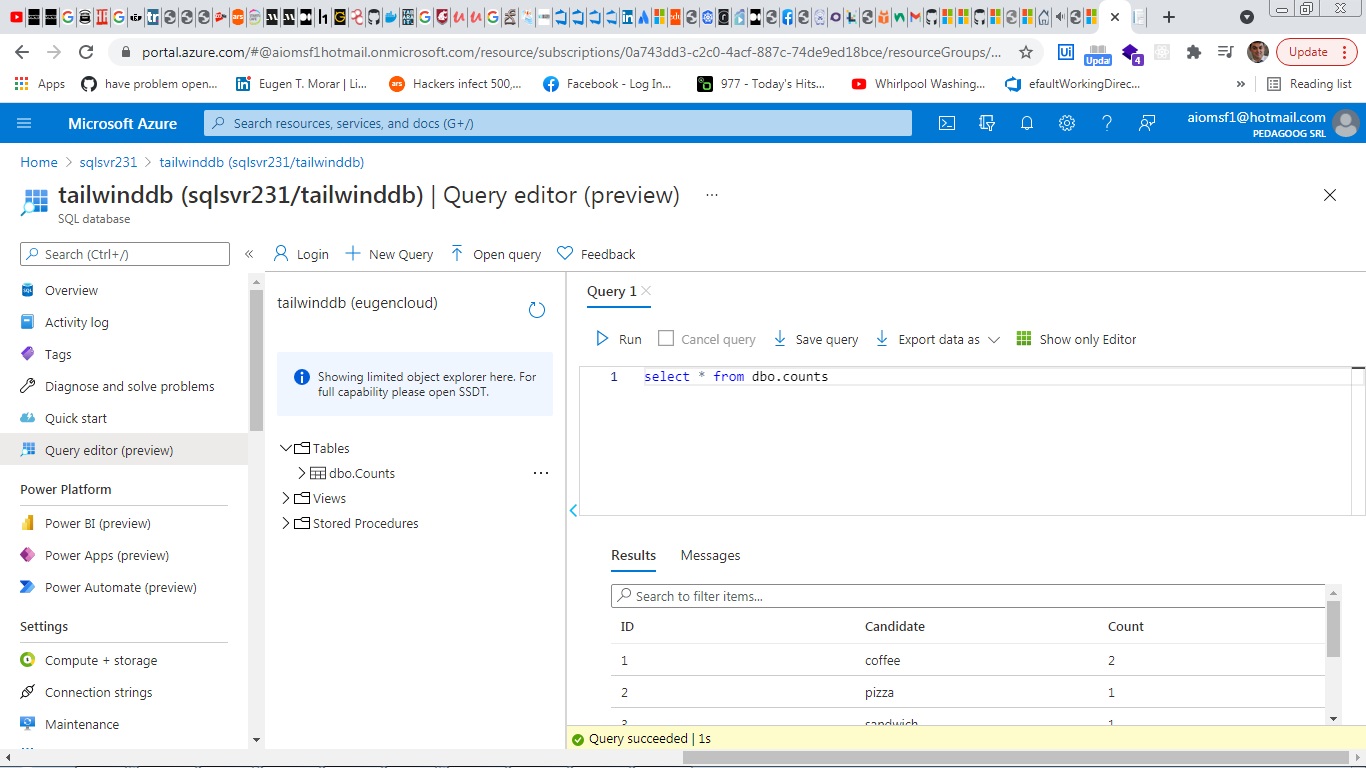 portal.azure.com/#@aiomsf1hotmail.onmicrosoft.com/resource/subscriptions/0a743dd3-c2c0-4acf-887c-74de9ed18bce/resourceGroups/...
Update
4
Update
Apps
have problem open...
Eugen T. Morar | Li...
Hackers infect 500,...
Facebook - Log In...
977 - Today's Hits...
Whirlpool Washing...
efaultWorkingDirec...
»
Reading list
Microsoft Azure
Search resources, services, and docs (G+/)
aiomsf1@hotmail.com
PEDAGOOG SRL
Home > sqlsvr231 > tailwinddb (sqlsvr231/tailwinddb)
tailwinddb (sqlsvr231/tailwinddb) | Query editor (preview) ...
SQL database
Search (Ctrl+/)
«
Login
New Query
Open query
Feedback
Overview
Activity log
Tags
Diagnose and solve problems
Quick start
Query editor (preview)
Power Platform
Power BI (preview)
Power Apps (preview)
Power Automate (preview)
Settings
Compute + storage
Connection strings
Maintenance
tailwinddb (eugencloud)
Showing limited object explorer here. For
full capability please open SSDT.
Tables
dbo.Counts ...
Views
Stored Procedures
Query 1
Run
Cancel query
Save query
Export data as
Show only Editor
1 select * from dbo.counts
Results
Messages
Search to filter items...
ID Candidate Count
1 coffee 2
2 pizza 1
3 sandwich 1
Query succeeded | 1s